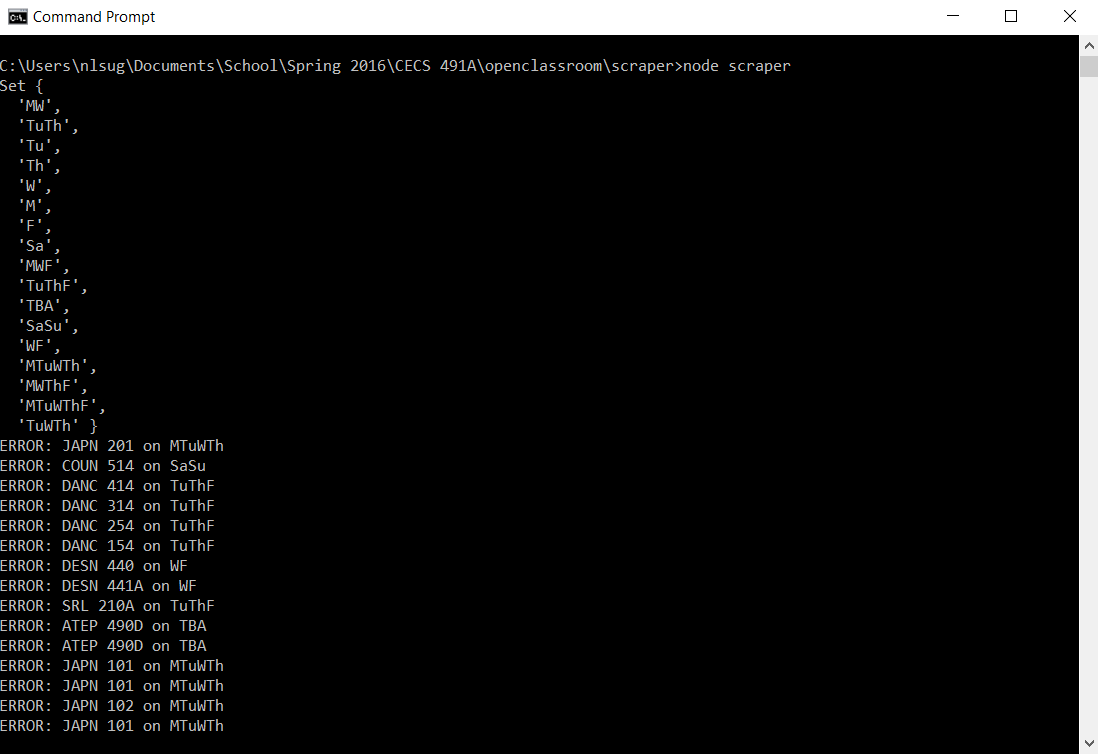 Command Prompt
C:\Users\nlsug\Documents\School\Spring 2016\CECS 491A\openclassroom\scraper>node scraper
Set {
  'MW',
  'TuTh',
  'Tu',
  'Th',
  'W',
  'M',
  'F',
  'Sa',
  'MWF',
  'TuThF',
  'TBA',
  'SaSu',
  'WF',
  'MTuWTh',
  'MWThF',
  'MTuWThF',
  'TuWTh' }
ERROR: JAPN 201 on MTuWTh
ERROR: COUN 514 on SaSu
ERROR: DANC 414 on TuThF
ERROR: DANC 314 on TuThF
ERROR: DANC 254 on TuThF
ERROR: DANC 154 on TuThF
ERROR: DESN 440 on WF
ERROR: DESN 441A on WF
ERROR: SRL 210A on TuThF
ERROR: ATEP 490D on TBA
ERROR: ATEP 490D on TBA
ERROR: JAPN 101 on MTuWTh
ERROR: JAPN 101 on MTuWTh
ERROR: JAPN 102 on MTuWTh
ERROR: JAPN 101 on MTuWTh